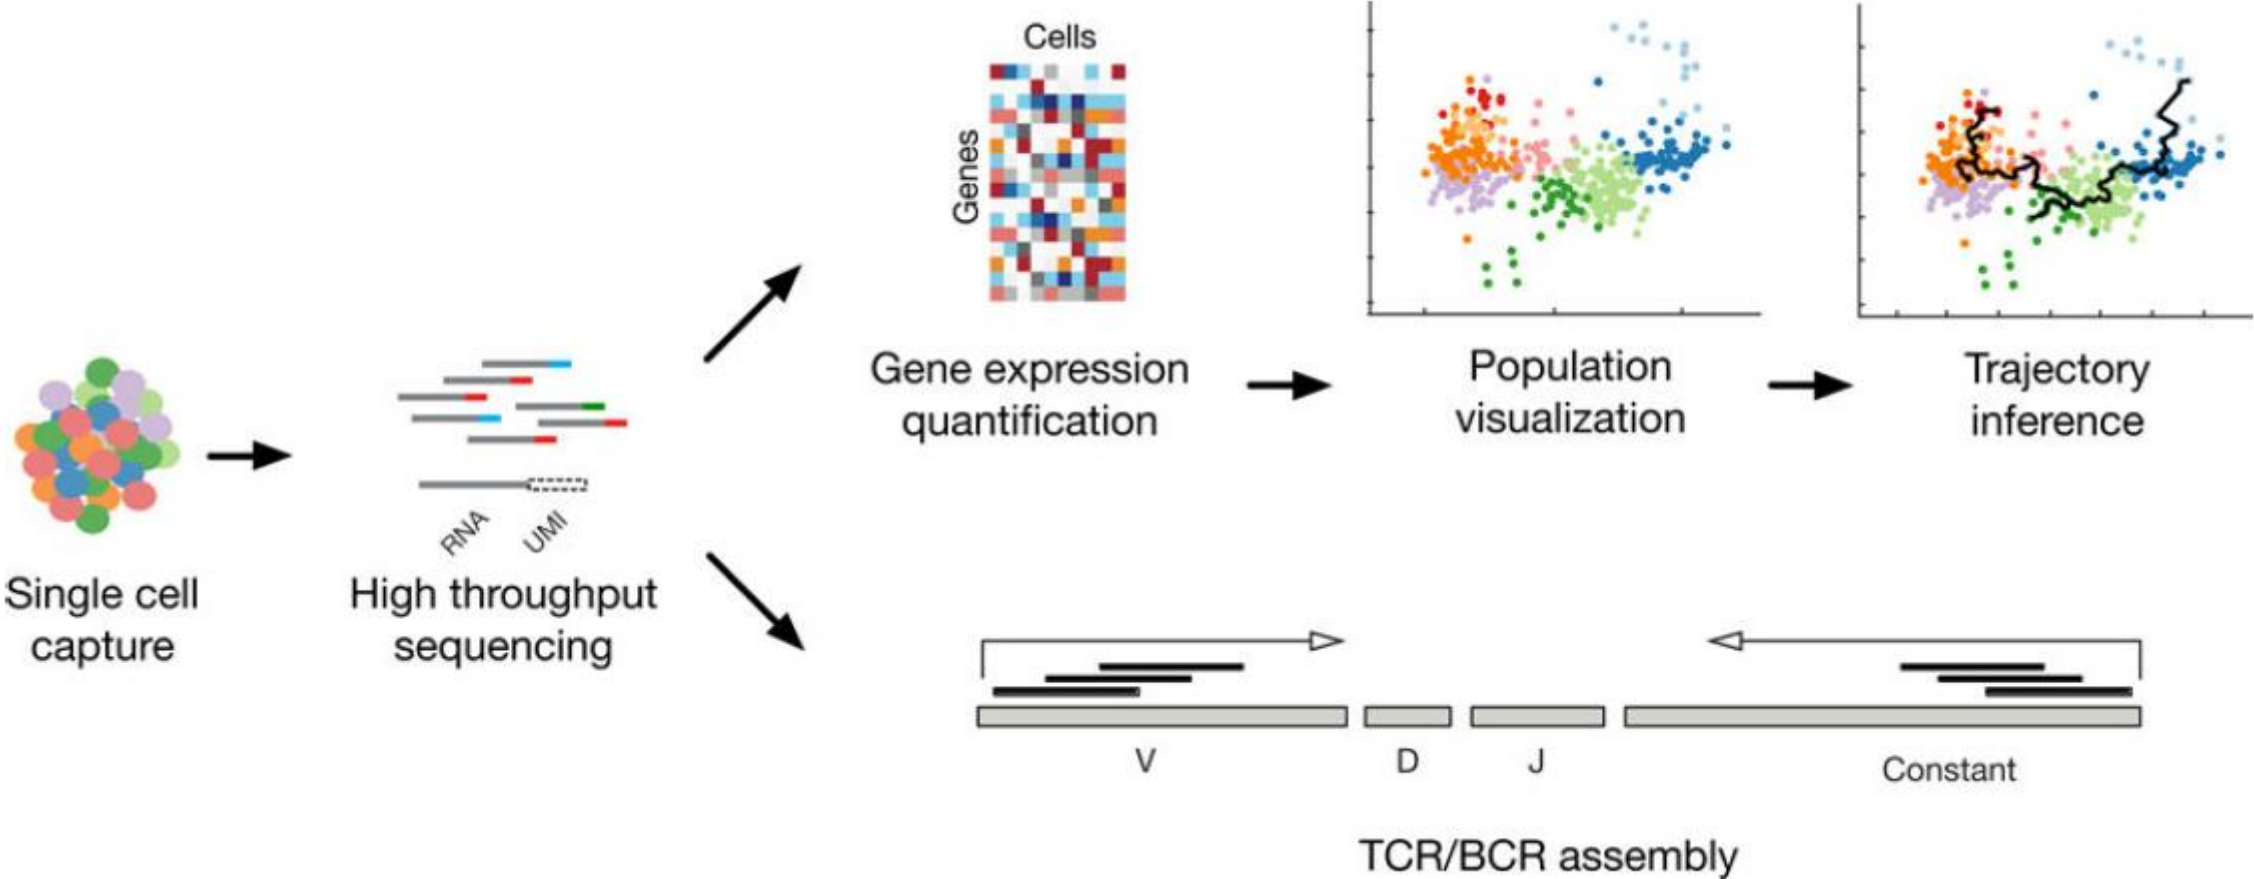 Single cell
capture
RNA
UMI
High throughput
sequencing
Cells
Genes
Gene expression
quantification
Population
visualization
Trajectory
inference
V
D
J
Constant
TCR/BCR assembly